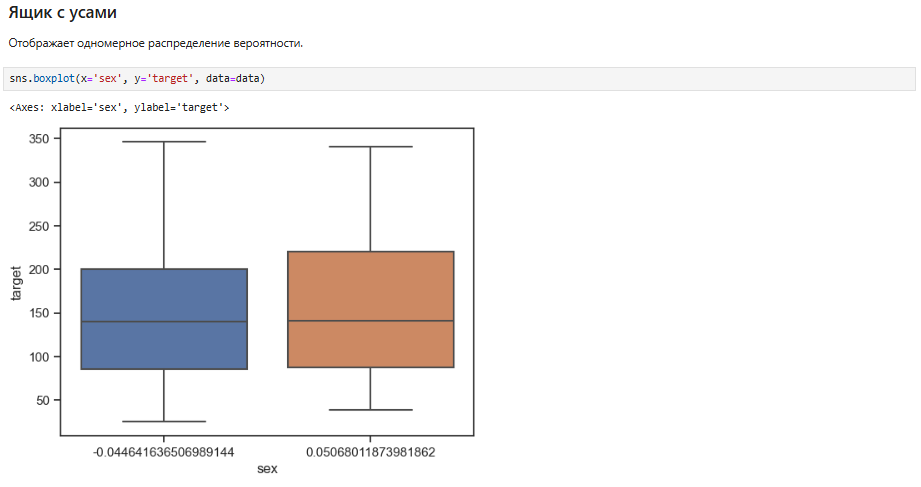 Ящик с усами
Отображает одномерное распределение вероятности.
sns.boxplot(x='sex', y='target', data=data)
<Axes: xlabel='sex', ylabel='target'>
350
300
250
200
150
100
50
target
-0.044641636506989144
0.05068011873981862
sex